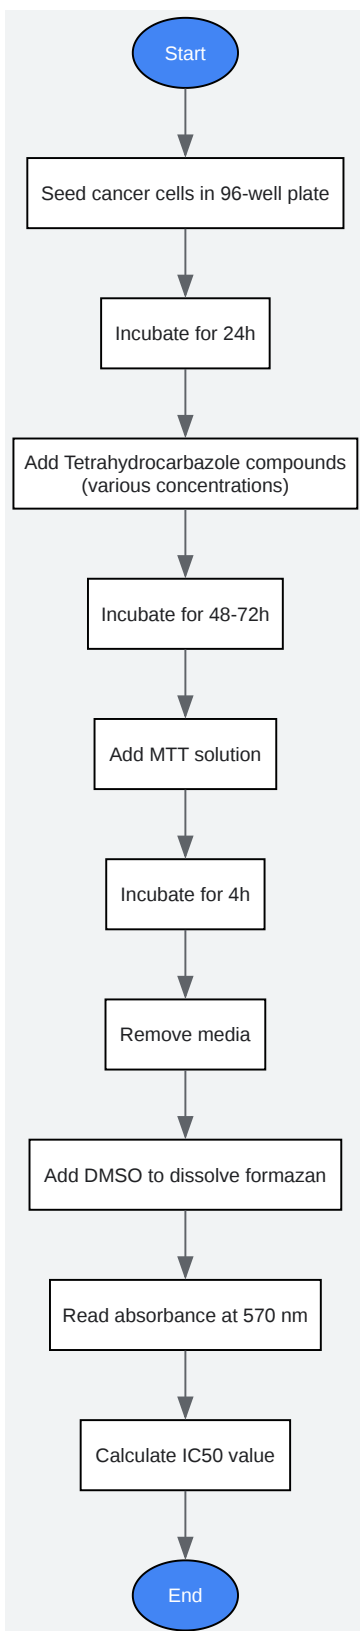 Start
Seed cancer cells in 96-well plate
Incubate for 24h
Add Tetrahydrocarbazole compounds
(various concentrations)
Incubate for 48-72h
Add MTT solution
Incubate for 4h
Remove media
Add DMSO to dissolve formazan
Read absorbance at 570 nm
Calculate IC50 value
End